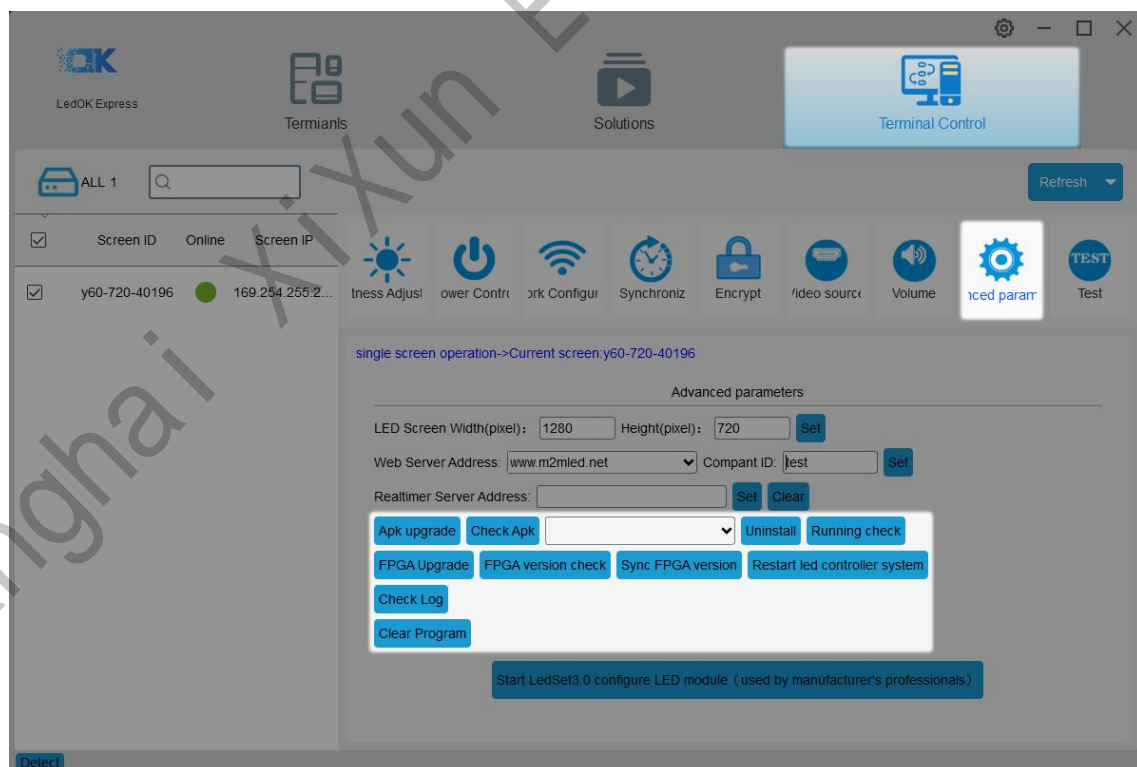 LedOK Express
Termianls
Solutions
Terminal Control
ALL 1
Refresh
Screen ID Online Screen IP
y60-720-40196 169.254.255.2...
tness Adjust ower Contro ork Configur Synchroniz Encrypt Video source Volume nced param TEST Test
single screen operation->Current screen:y60-720-40196
Advanced parameters
LED Screen Width(pixel): 1280 Height(pixel): 720 Set
Web Server Address: www.m2mled.net Compant ID: test Set
Realtimer Server Address: Set Clear
Apk upgrade Check Apk Uninstall Running check
FPGA Upgrade FPGA version check Sync FPGA version Restart led controller system
Check Log
Clear Program
Start LedSet3.0 configure LED module (used by manufacturer's professionals)
Detect
anghai XiXun E